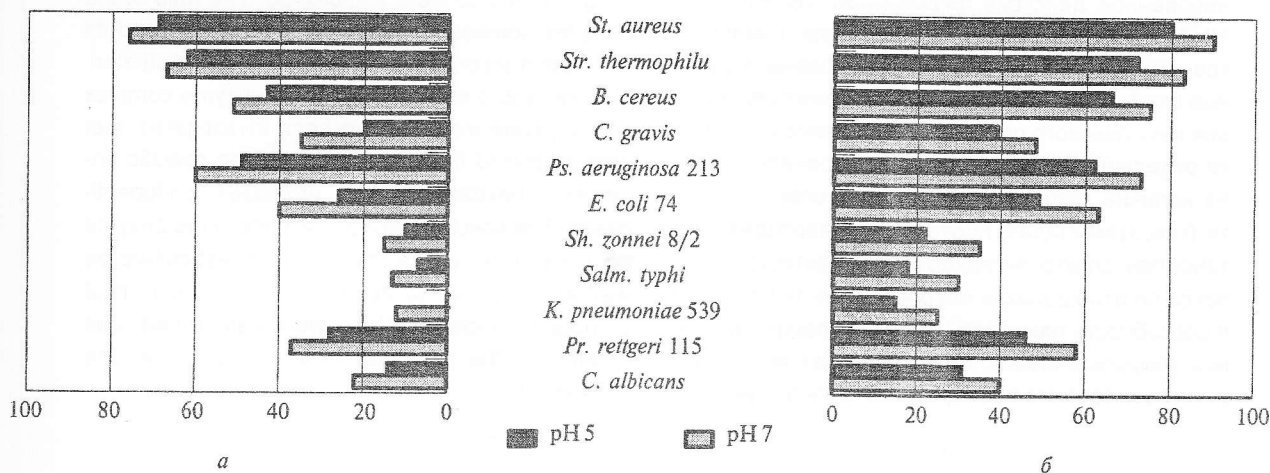 St. aureus
Str. thermophilu
B. cereus
C. gravis
Ps. aeruginosa 213
E. coli 74
Sh. zonnei 8/2
Salm. typhi
K. pneumoniae 539
Pr. rettgeri 115
C. albicans
100 80 60 40 20 0
0 20 40 60 80 100
pH 5 pH 7
а б